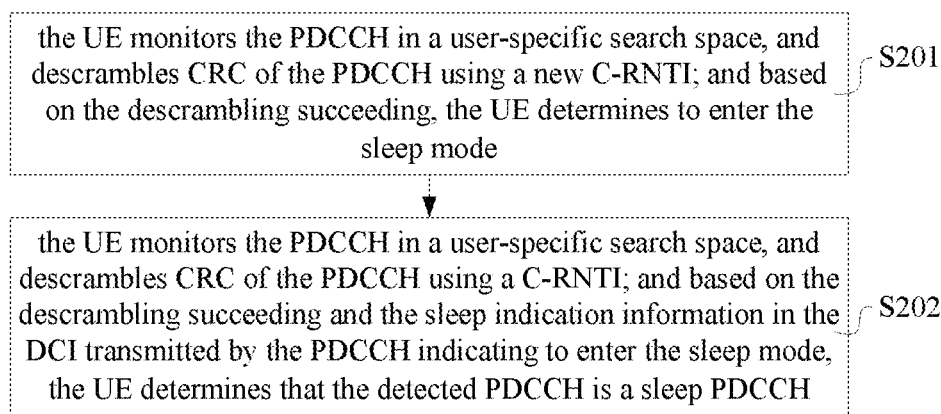 the UE monitors the PDCCH in a user-specific search space, and
descrambles CRC of the PDCCH using a new C-RNTI; and based
on the descrambling succeeding, the UE determines to enter the
sleep mode
S201
the UE monitors the PDCCH in a user-specific search space, and
descrambles CRC of the PDCCH using a C-RNTI; and based on the
descrambling succeeding and the sleep indication information in the
DCI transmitted by the PDCCH indicating to enter the sleep mode,
the UE determines that the detected PDCCH is a sleep PDCCH
S202